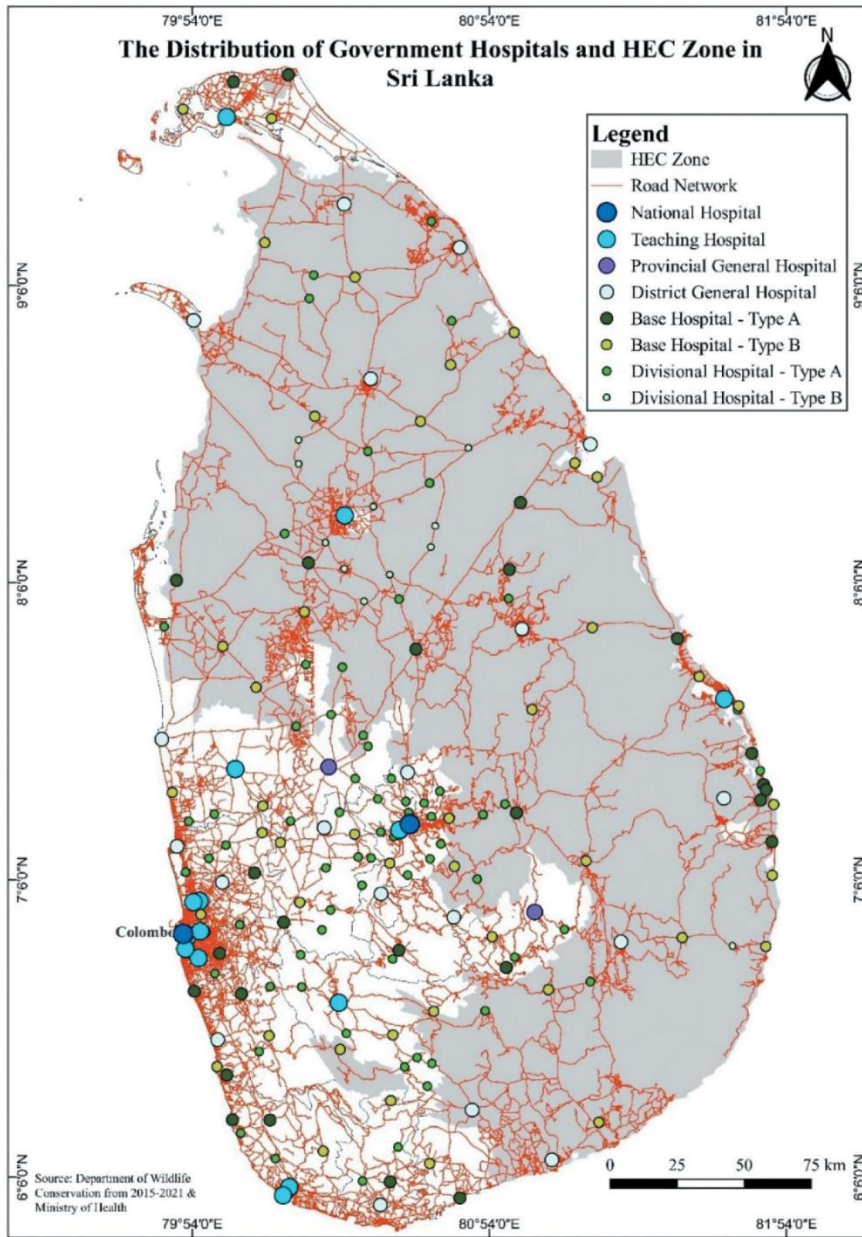 79°54'0"E
80°54'0"E
81°54'0"E
The Distribution of Government Hospitals and HEC Zone in
Sri Lanka
N
Legend
HEC Zone
Road Network
National Hospital
Teaching Hospital
Provincial General Hospital
District General Hospital
Base Hospital - Type A
Base Hospital - Type B
Divisional Hospital - Type A
Divisional Hospital - Type B
9°6'0"N
9°6'0"N
8°6'0"N
8°6'0"N
7°6'0"N
7°6'0"N
Colombo
6°6'0"N
6°6'0"N
0 25 50 75 km
Source: Department of Wildlife
Conservation from 2015-2021 &
Ministry of Health
79°54'0"E
80°54'0"E
81°54'0"E